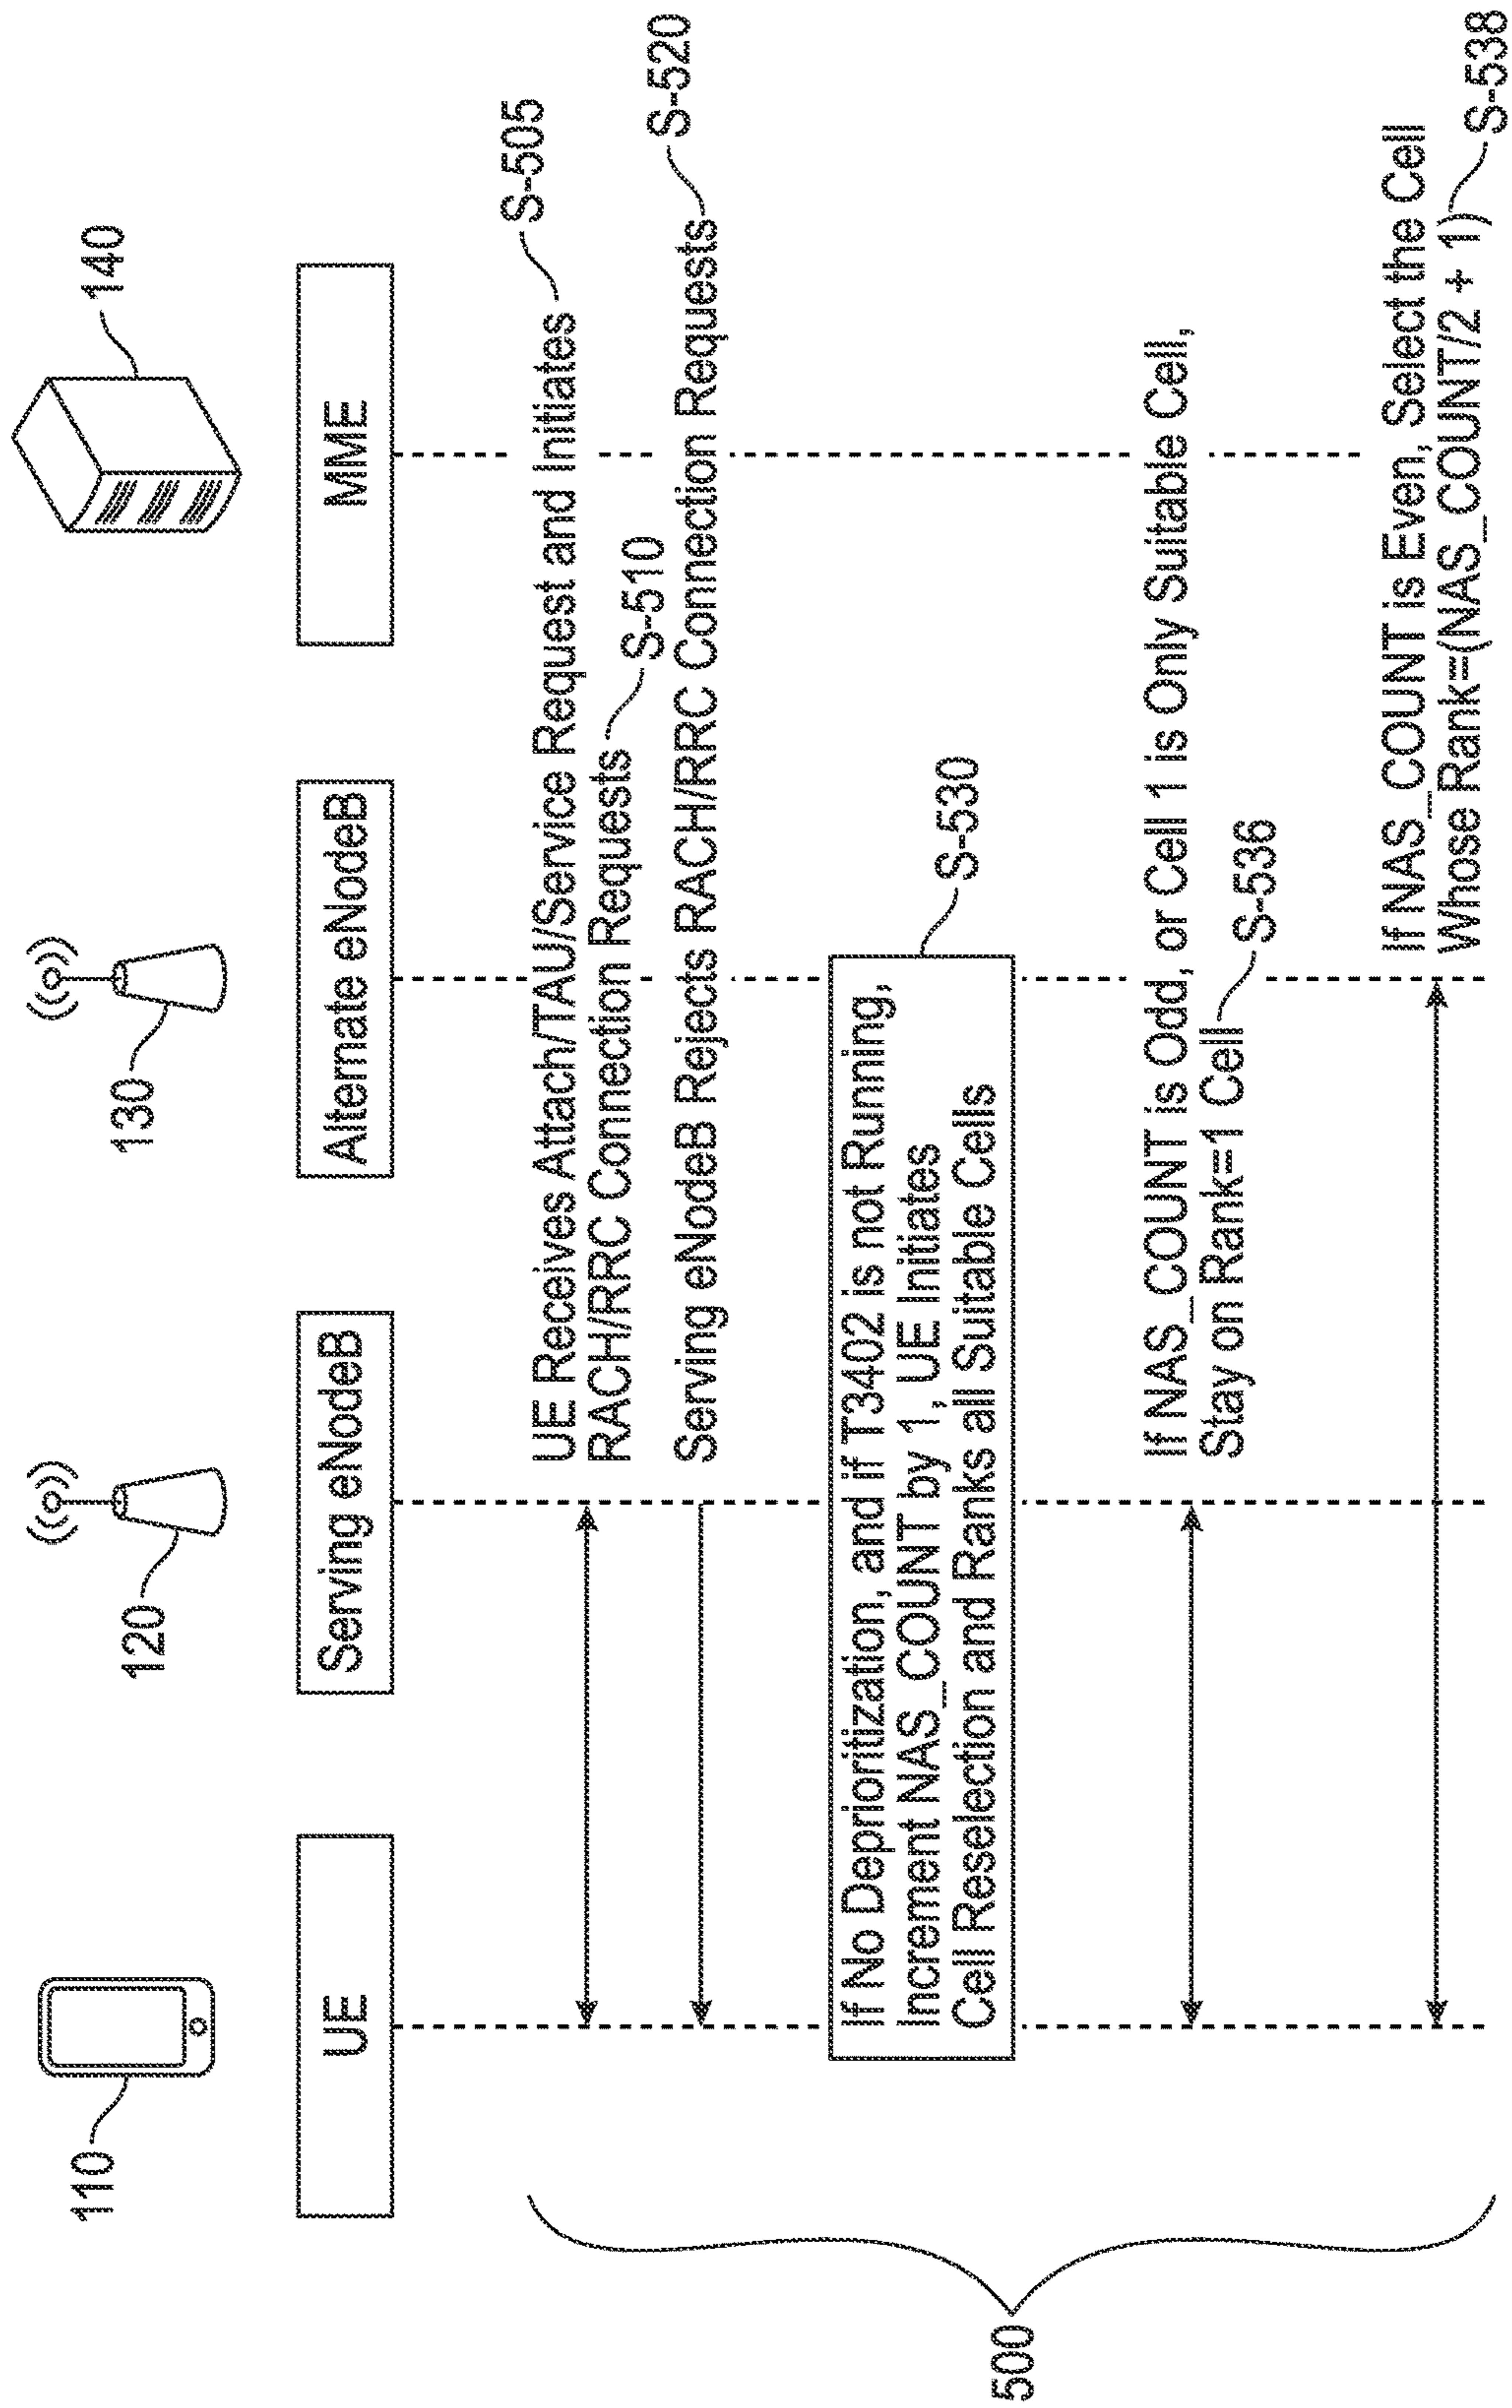 110
120
130
140
UE
Serving eNodeB
Alternate eNodeB
MME
S-505
UE Receives Attach/TAU/Service Request and Initiates
RACH/RRC Connection Requests
S-510
S-520
Serving eNodeB Rejects RACH/RRC Connection Requests
S-530
If No Deprioritization, and if T3402 is not Running,
Increment NAS_COUNT by 1, UE Initiates
Cell Reselection and Ranks all Suitable Cells
If NAS_COUNT is Odd, or Cell 1 is Only Suitable Cell,
Stay on Rank=1 Cell
S-536
If NAS_COUNT is Even, Select the Cell
Whose Rank=(NAS_COUNT/2 + 1)
S-538
500